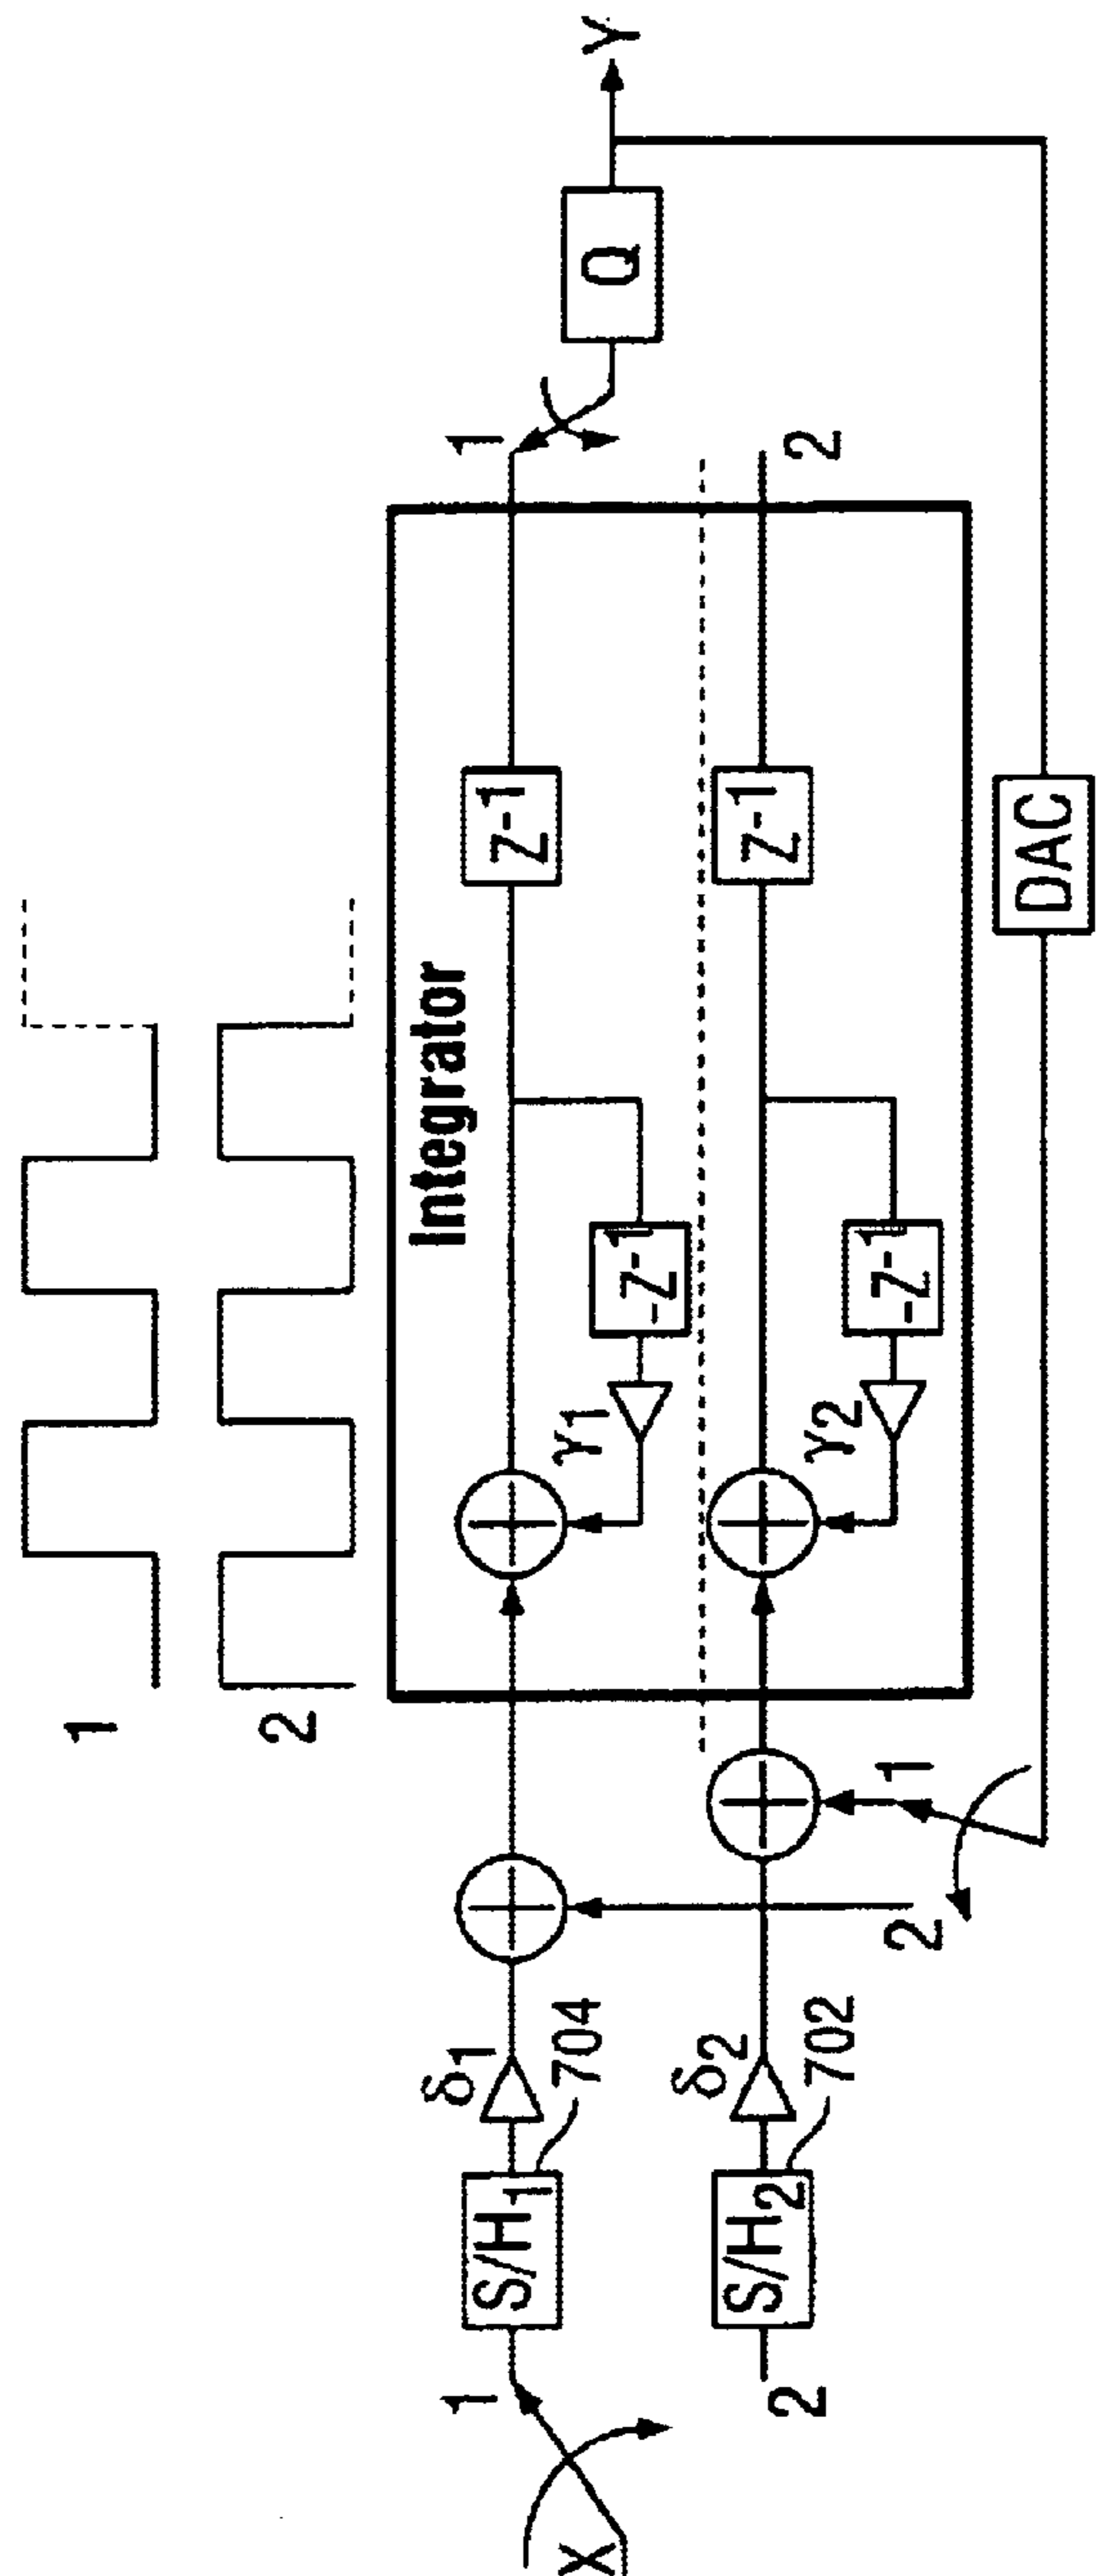 1
2
Integrator
X
1
S/H1
704
δ1
γ1
-Z-1
Z-1
1
Q
Y
2
S/H2
702
δ2
γ2
-Z-1
Z-1
2
2
1
DAC